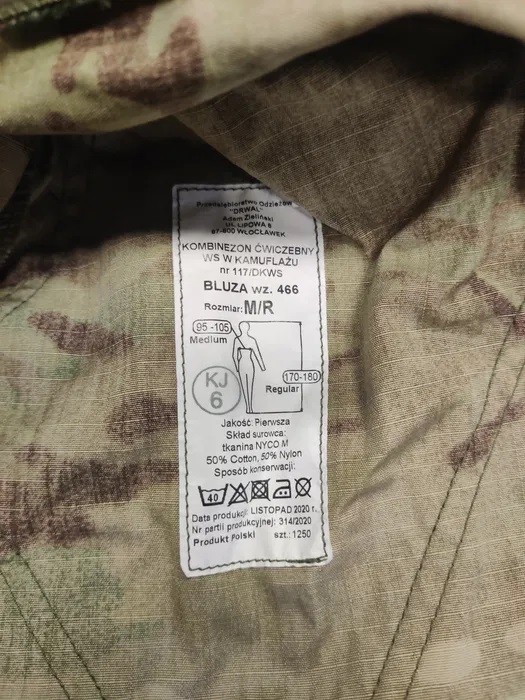 Przedsiębiorstwo Odzieżowe
"DRWAL"
Adam Zieliński
ul. LIPOWA 6
87-800 WŁOCŁAWEK
KOMBINEZON ĆWICZEBNY
WS W KAMUFLAŻU
nr 117/DKWS
BLUZA wz. 466
Rozmiar: M/R
95 -105
Medium
170-180
Regular
KJ
6
Jakość: Pierwsza
Skład surowca:
tkanina NYCO M
50% Cotton, 50% Nylon
Sposób konserwacji:
40
Data produkcji: LISTOPAD 2020 r.
Nr partii produkcyjnej: 314/2020
Produkt Polski szt.: 1250